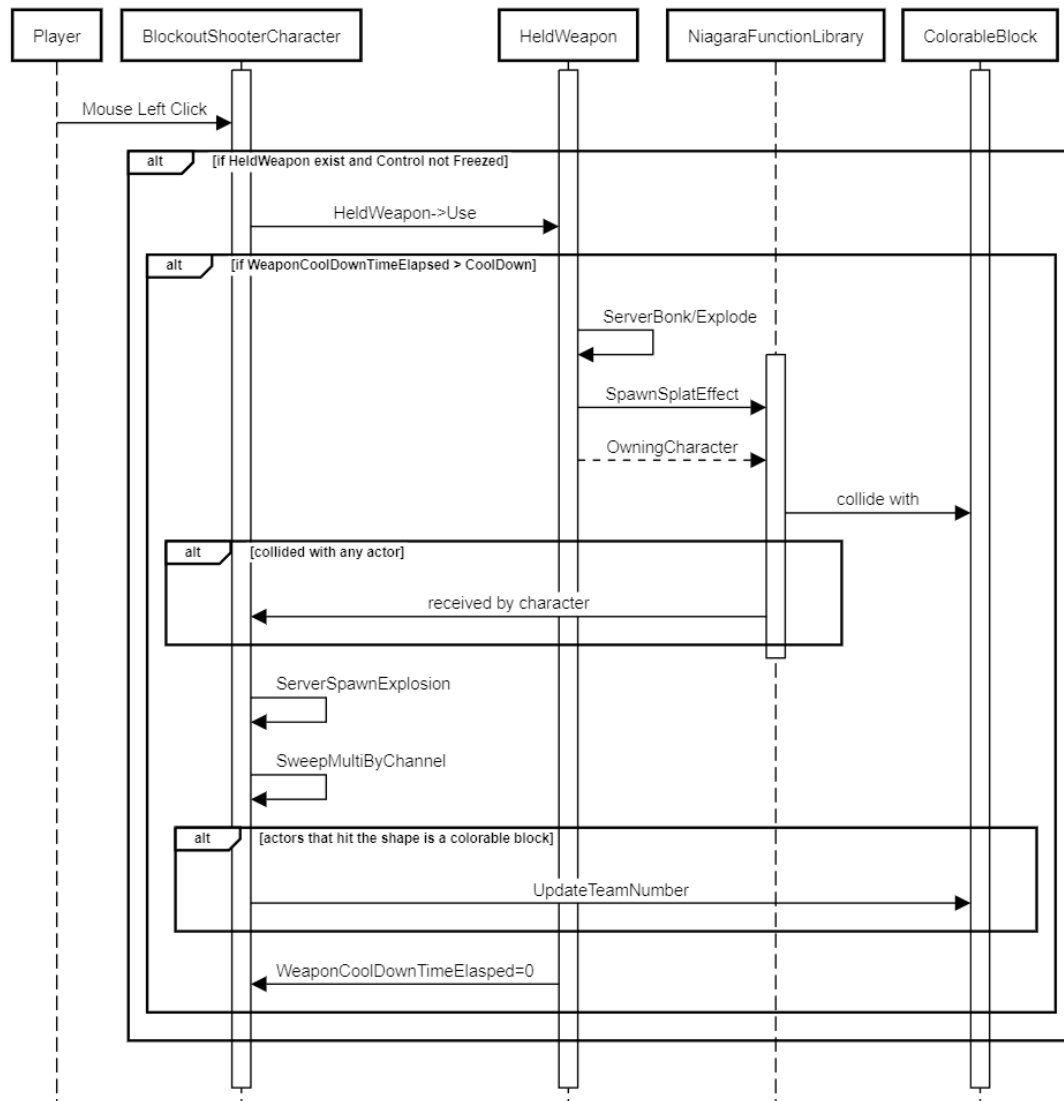 Player
BlockoutShooterCharacter
HeldWeapon
NiagaraFunctionLibrary
ColorableBlock
Mouse Left Click
alt
[if HeldWeapon exist and Control not Freezed]
HeldWeapon->Use
alt
[if WeaponCoolDownTimeElapsed > CoolDown]
ServerBonk/Explode
SpawnSplatEffect
OwningCharacter
collide with
alt
[collided with any actor]
received by character
ServerSpawnExplosion
SweepMultiByChannel
alt
[actors that hit the shape is a colorable block]
UpdateTeamNumber
WeaponCoolDownTimeElasped=0